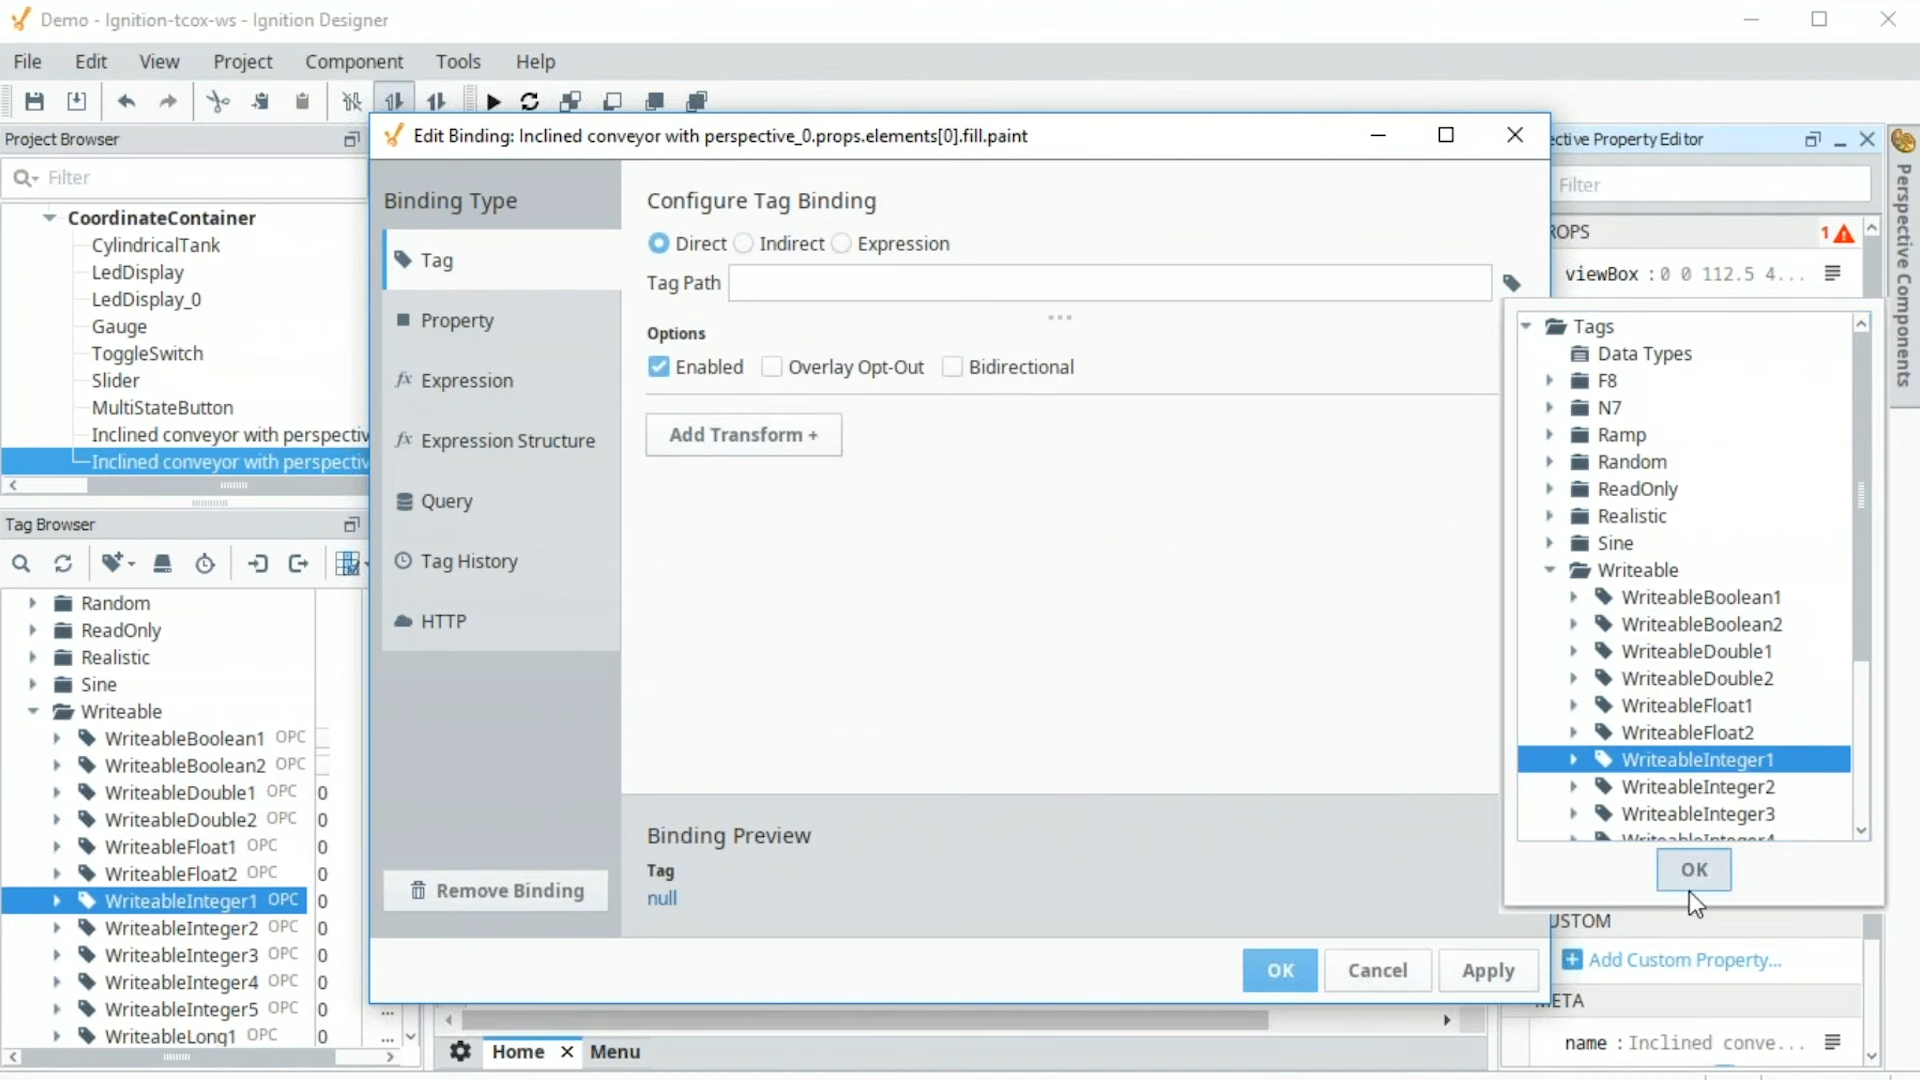 Demo - Ignition-tcox-ws - Ignition Designer
File Edit View Project Component Tools Help
Project Browser
Filter
CoordinateContainer
CylindricalTank
LedDisplay
LedDisplay_0
Gauge
ToggleSwitch
Slider
MultiStateButton
Inclined conveyor with perspectiv
Inclined conveyor with perspectiv
Tag Browser
Random
ReadOnly
Realistic
Sine
Writeable
WriteableBoolean1 OPC
WriteableBoolean2 OPC
WriteableDouble1 OPC 0
WriteableDouble2 OPC 0
WriteableFloat1 OPC 0
WriteableFloat2 OPC 0
WriteableInteger1 OPC 0
WriteableInteger2 OPC 0
WriteableInteger3 OPC 0
WriteableInteger4 OPC 0
WriteableInteger5 OPC 0 ...
WriteableLong1 OPC 0 ...
Edit Binding: Inclined conveyor with perspective_0.props.elements[0].fill.paint
Binding Type
Tag
Property
fx Expression
fx Expression Structure
Query
Tag History
HTTP
Remove Binding
Configure Tag Binding
Direct Indirect Expression
Tag Path
Options
Enabled Overlay Opt-Out Bidirectional
Add Transform +
Binding Preview
Tag
null
OK Cancel Apply
Home Menu
ective Property Editor
Filter
ROPS 1
viewBox : 0 0 112.5 4...
Tags
Data Types
F8
N7
Ramp
Random
ReadOnly
Realistic
Sine
Writeable
WriteableBoolean1
WriteableBoolean2
WriteableDouble1
WriteableDouble2
WriteableFloat1
WriteableFloat2
WriteableInteger1
WriteableInteger2
WriteableInteger3
WriteableInteger4
OK
USTOM
Add Custom Property...
META
name : Inclined conve...
Perspective Components